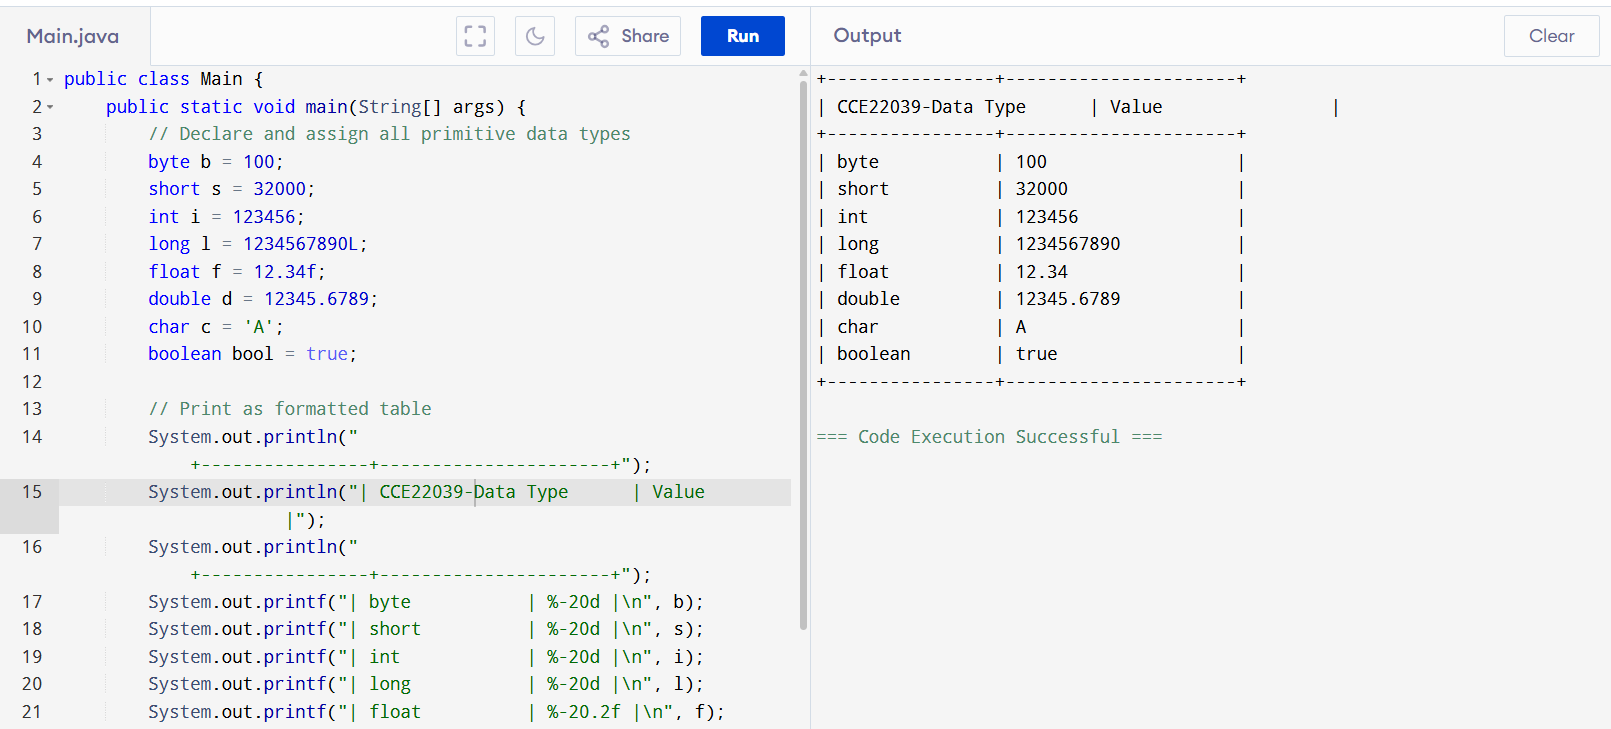 Main.java
Share
Run
Output
Clear
1 public class Main {
2     public static void main(String[] args) {
3         // Declare and assign all primitive data types
4         byte b = 100;
5         short s = 32000;
6         int i = 123456;
7         long l = 1234567890L;
8         float f = 12.34f;
9         double d = 12345.6789;
10         char c = 'A';
11         boolean bool = true;
12
13         // Print as formatted table
14         System.out.println("
            +----------------+----------------------+");
15         System.out.println("| CCE22039-Data Type      | Value
                     |");
16         System.out.println("
            +----------------+----------------------+");
17         System.out.printf("| byte           | %-20d |\n", b);
18         System.out.printf("| short          | %-20d |\n", s);
19         System.out.printf("| int            | %-20d |\n", i);
20         System.out.printf("| long           | %-20d |\n", l);
21         System.out.printf("| float          | %-20.2f |\n", f);
+----------------+----------------------+
| CCE22039-Data Type      | Value                |
+----------------+----------------------+
| byte           | 100                  |
| short          | 32000                |
| int            | 123456               |
| long           | 1234567890           |
| float          | 12.34                |
| double         | 12345.6789           |
| char           | A                    |
| boolean        | true                 |
+----------------+----------------------+
=== Code Execution Successful ===